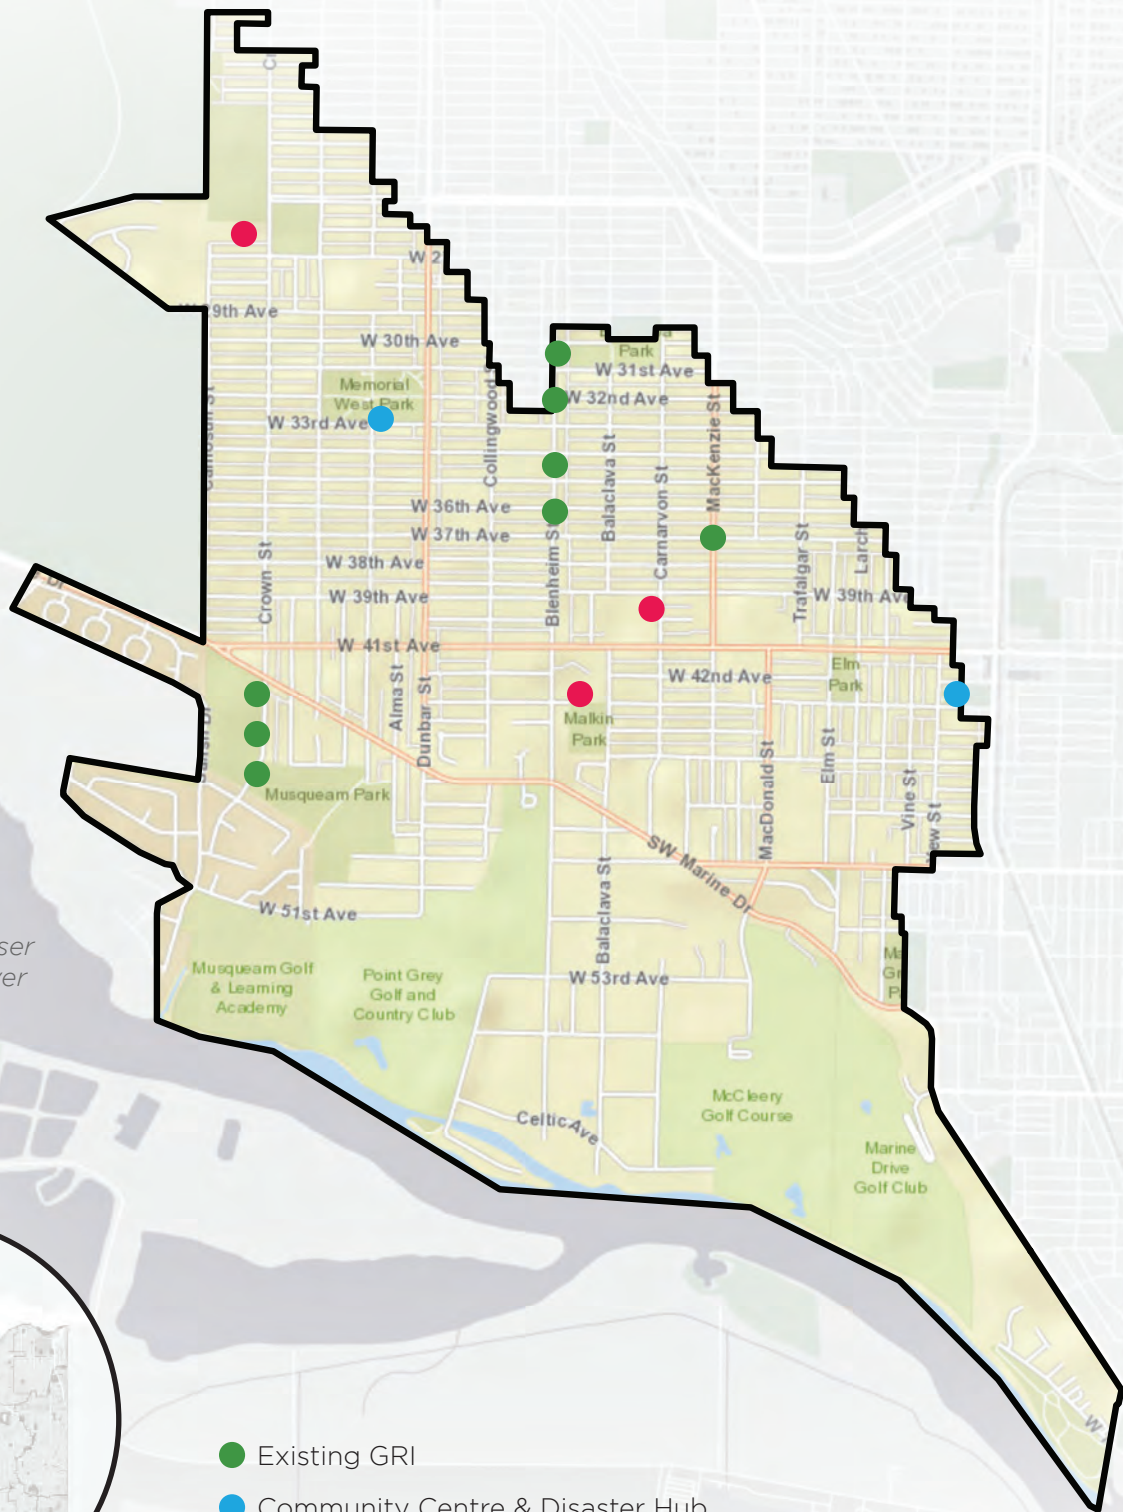 W 2
29th Ave
W 30th Ave
Park
W 31st Ave
Memorial
West Park
W 32nd Ave
W 33rd Ave
Collingwood
MacKenzie St
Balaclava St
Carnarvon St
W 36th Ave
W 37th Ave
Blenheim St
Trafalgar St
Larch
W 38th Ave
Crown St
W 39th Ave
W 39th Ave
Dr
W 41st Ave
W 42nd Ave
Elm
Park
Alma St
Dunbar St
Malkin
Park
Elm St
MacDonald St
Vine St
Musqueam Park
SW Marine Dr
Balaclava St
W 51st Ave
W 53rd Ave
Musqueam Golf
& Learning
Academy
Point Grey
Golf and
Country Club
McCleery
Golf Course
Celtic Ave
Marine
Drive
Golf Club
Existing GRI
Community Centre & Disaster Hub